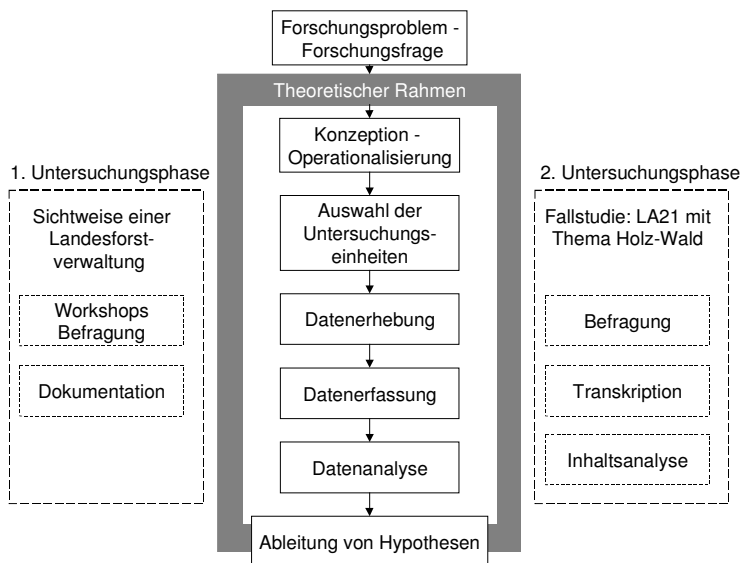 Forschungsproblem -
Forschungsfrage
Theoretischer Rahmen
Konzeption -
Operationalisierung
Auswahl der
Untersuchungs-
einheiten
Datenerhebung
Datenerfassung
Datenanalyse
Ableitung von Hypothesen
1. Untersuchungsphase
Sichtweise einer
Landesforst-
verwaltung
Workshops
Befragung
Dokumentation
2. Untersuchungsphase
Fallstudie: LA21 mit
Thema Holz-Wald
Befragung
Transkription
Inhaltsanalyse